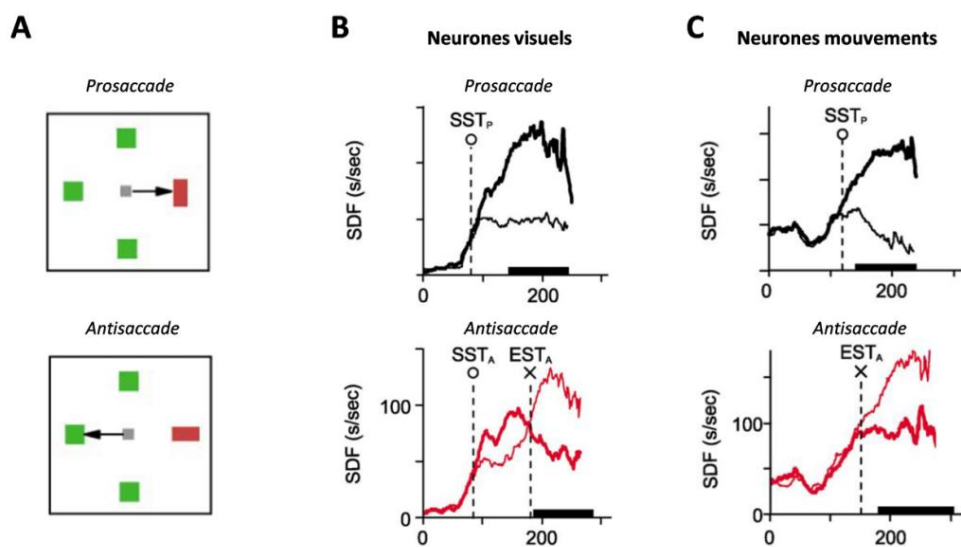 A
B
C
Neurones visuels
Neurones mouvements
Prosaccade
Prosaccade
Prosaccade
SSTP
SSTP
SDF (s/sec)
SDF (s/sec)
0
200
0
200
Antisaccade
Antisaccade
Antisaccade
SSTA
ESTA
ESTA
SDF (s/sec)
100
0
SDF (s/sec)
100
0
0
200
0
200